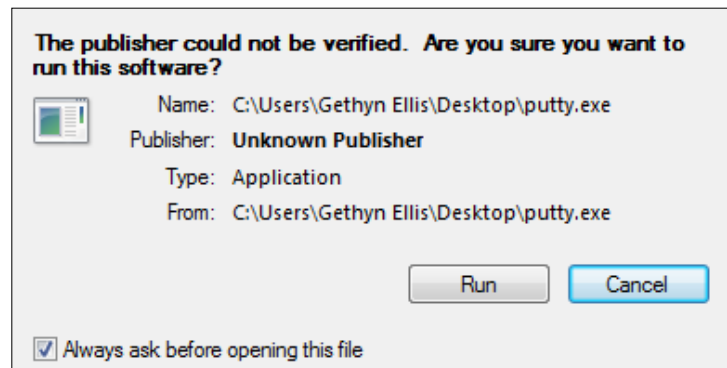 The publisher could not be verified.  Are you sure you want to
run this software?
Name: C:\Users\Gethyn Ellis\Desktop\putty.exe
Publisher: Unknown Publisher
Type: Application
From: C:\Users\Gethyn Ellis\Desktop\putty.exe
Run Cancel
Always ask before opening this file